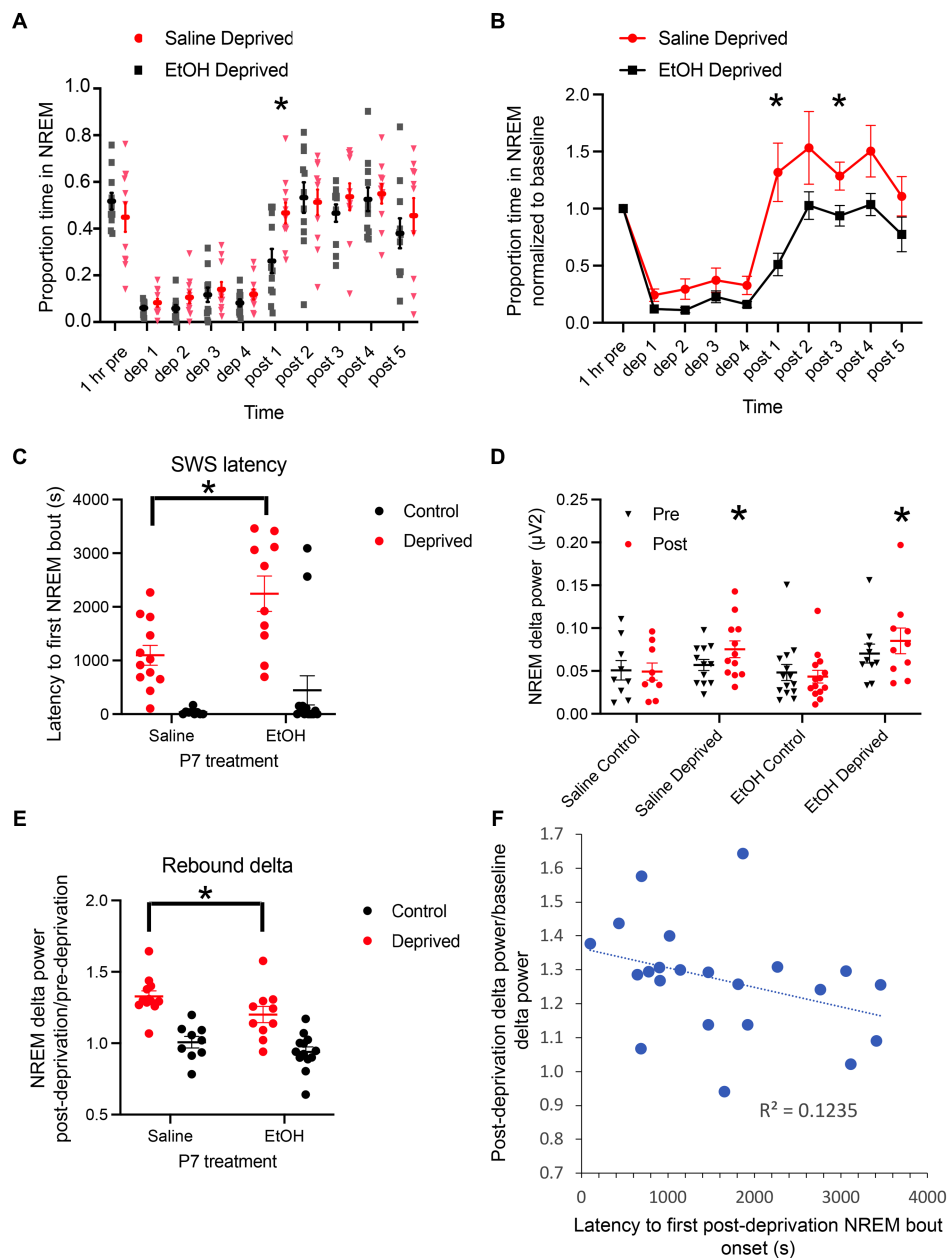 A
Saline Deprived
EtOH Deprived
Proportion time in NREM
1.0
0.8
0.6
0.4
0.2
0.0
*
1 hr pre
dep 1
dep 2
dep 3
dep 4
post 1
post 2
post 3
post 4
post 5
Time
B
Saline Deprived
EtOH Deprived
Proportion time in NREM
normalized to baseline
2.0
1.5
1.0
0.5
0.0
*
*
1 hr pre
dep 1
dep 2
dep 3
dep 4
post 1
post 2
post 3
post 4
post 5
Time
C
SWS latency
Latency to first NREM bout (s)
4000
3000
2000
1000
0
*
Control
Deprived
Saline
EtOH
P7 treatment
D
NREM delta power (µV2)
0.25
0.20
0.15
0.10
0.05
0.00
Pre
Post
*
*
Saline Control
Saline Deprived
EtOH Control
EtOH Deprived
E
Rebound delta
NREM delta power
post-deprivation/pre-deprivation
2.0
1.5
1.0
0.5
*
Control
Deprived
Saline
EtOH
P7 treatment
F
Post-deprivation delta power/baseline
delta power
1.7
1.6
1.5
1.4
1.3
1.2
1.1
1.0
0.9
0.8
0.7
R² = 0.1235
0
1000
2000
3000
4000
Latency to first post-deprivation NREM bout
onset (s)